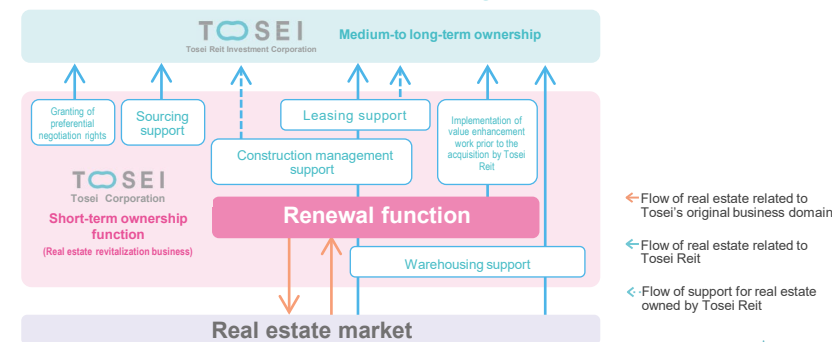 TOSEI
Tosei Reit Investment Corporation
Medium-to long-term ownership
Granting of
preferential
negotiation rights
Sourcing
support
Leasing support
Construction management
support
Implementation of
value enhancement
work prior to the
acquisition by Tosei
Reit
TOSEI
Tosei Corporation
Short-term ownership
function
(Real estate revitalization business)
Renewal function
Warehousing support
Real estate market
Flow of real estate related to
Tosei's original business domain
Flow of real estate related to
Tosei Reit
Flow of support for real estate
owned by Tosei Reit